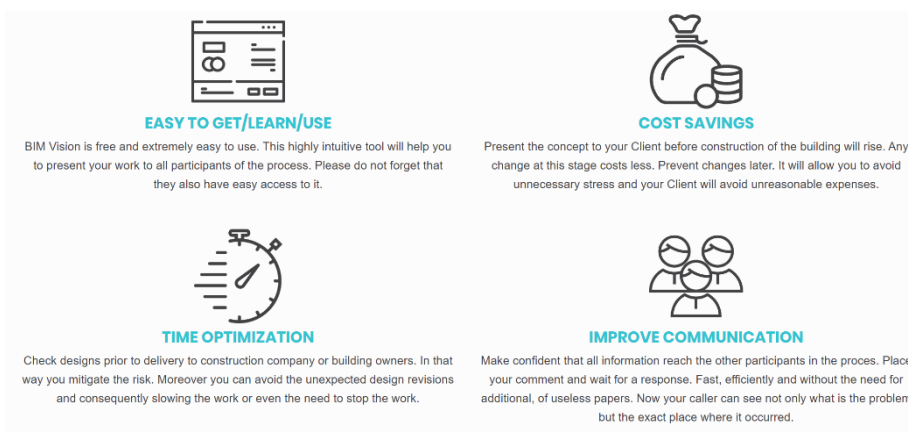 EASY TO GET/LEARN/USE
BIM Vision is free and extremely easy to use. This highly intuitive tool will help you
to present your work to all participants of the process. Please do not forget that
they also have easy access to it.
COST SAVINGS
Present the concept to your Client before construction of the building will rise. Any
change at this stage costs less. Prevent changes later. It will allow you to avoid
unnecessary stress and your Client will avoid unreasonable expenses.
TIME OPTIMIZATION
Check designs prior to delivery to construction company or building owners. In that
way you mitigate the risk. Moreover you can avoid the unexpected design revisions
and consequently slowing the work or even the need to stop the work.
IMPROVE COMMUNICATION
Make confident that all information reach the other participants in the proces. Place
your comment and wait for a response. Fast, efficiently and without the need for
additional, of useless papers. Now your caller can see not only what is the problem
but the exact place where it occurred.